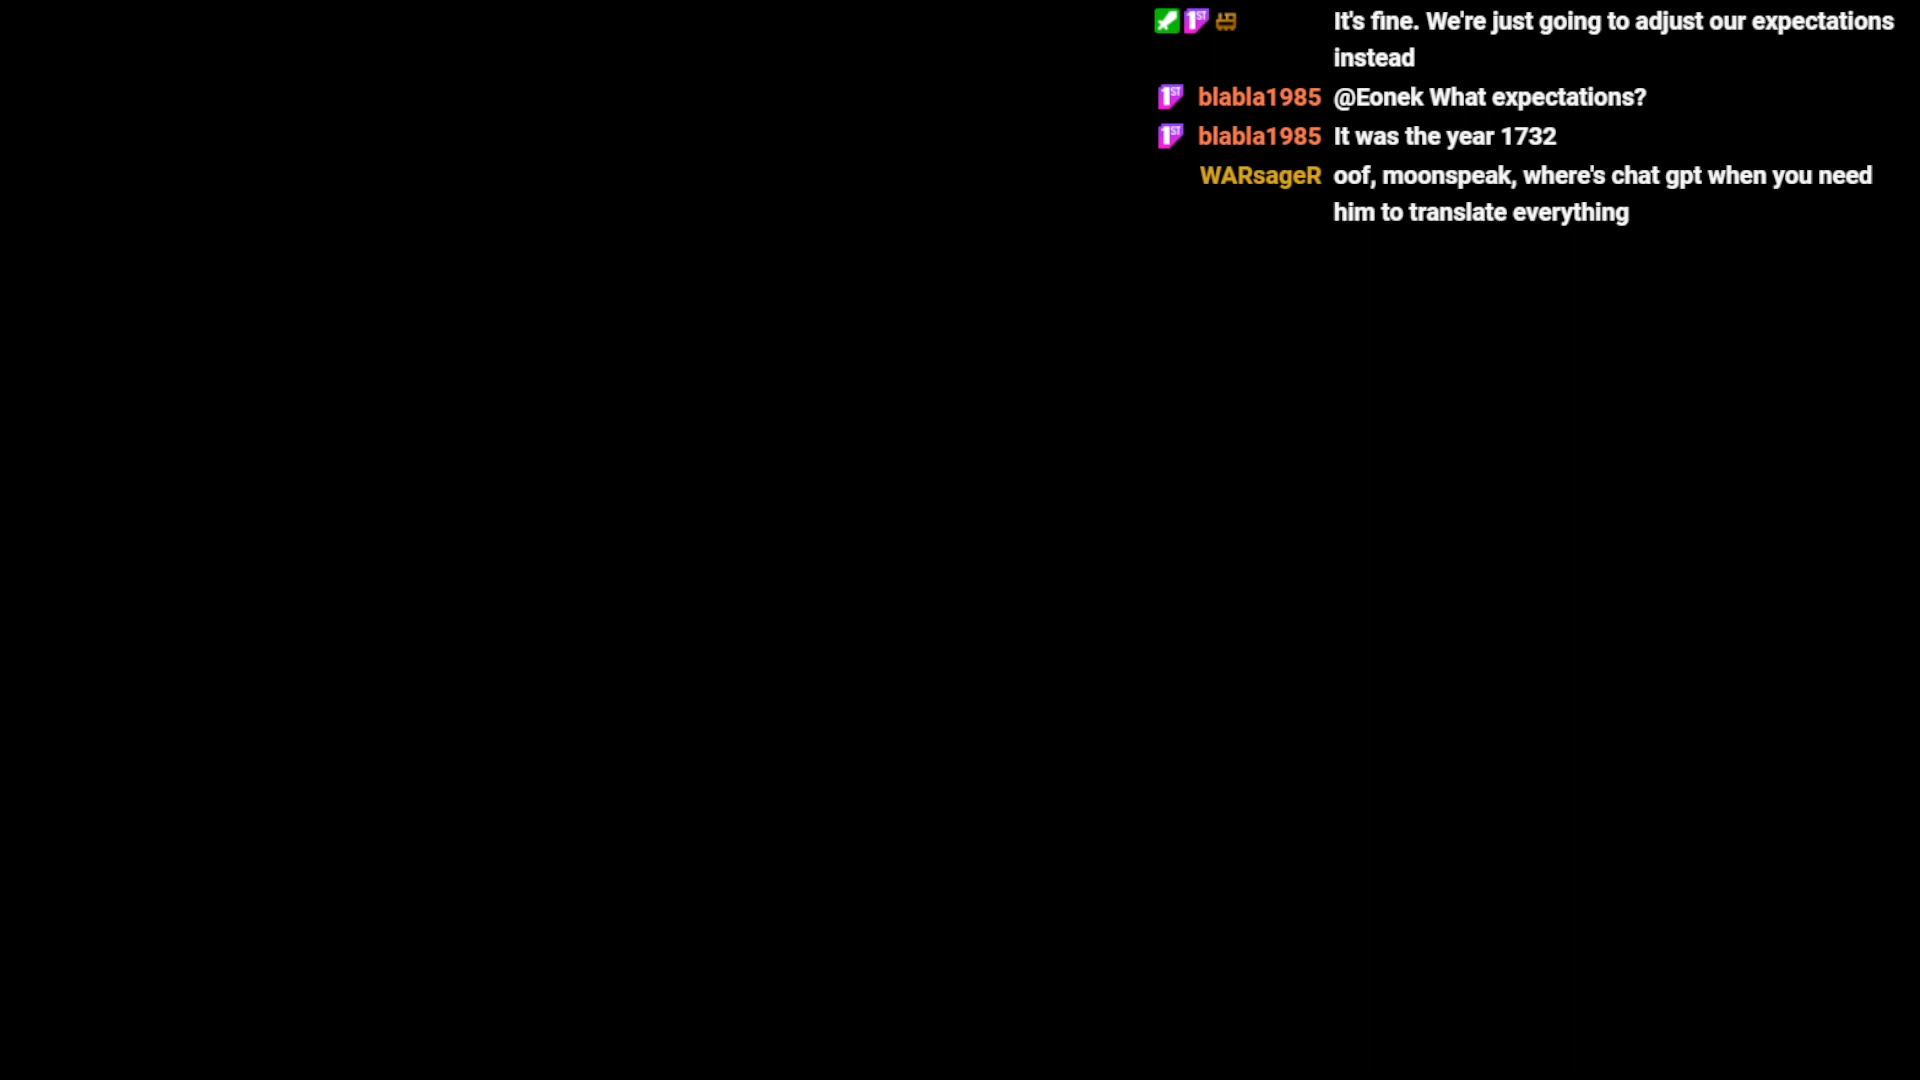 It's fine. We're just going to adjust our expectations
instead
blabla1985 @Eonek What expectations?
blabla1985 It was the year 1732
WARsageR oof, moonspeak, where's chat gpt when you need
him to translate everything